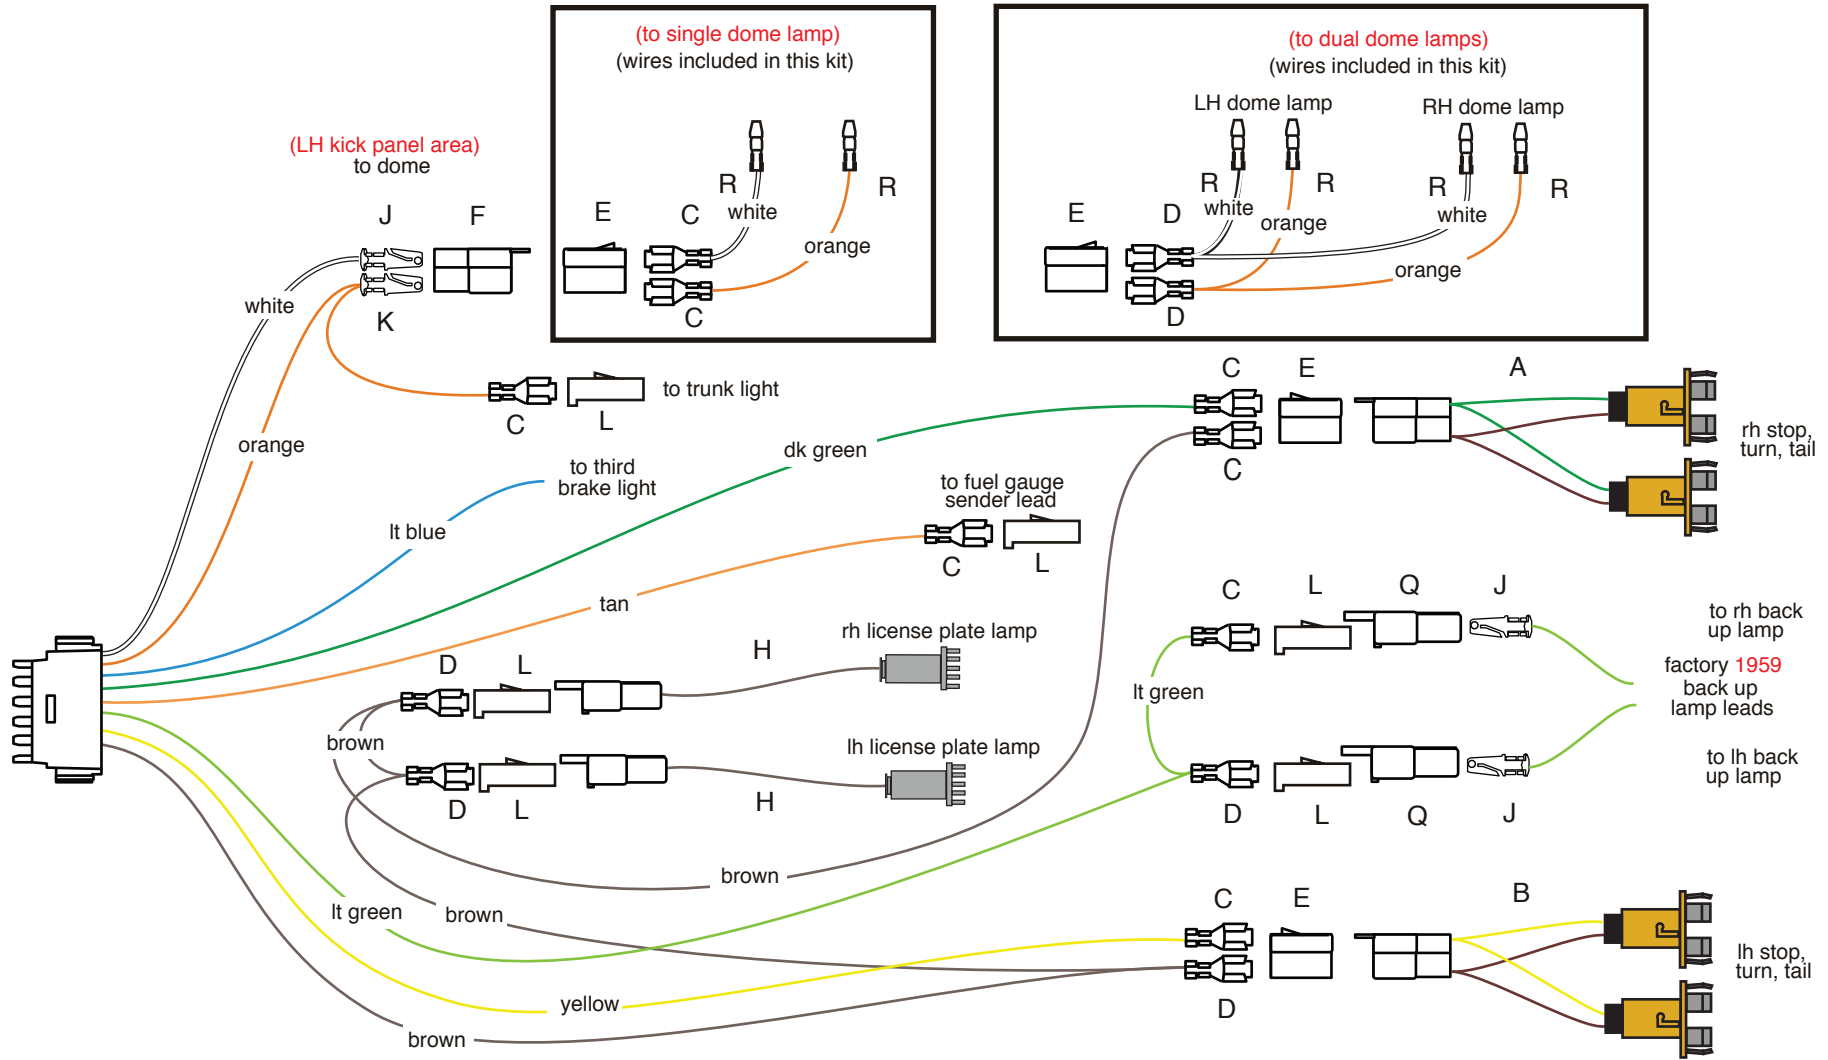 (to single dome lamp)
(wires included in this kit)
R
R
white
orange
E
C
C
(to dual dome lamps)
(wires included in this kit)
LH dome lamp
RH dome lamp
R
R
R
R
white
orange
white
orange
E
D
D
(LH kick panel area)
to dome
J
F
K
white
orange
C
L
to trunk light
to third
brake light
lt blue
dk green
to fuel gauge
sender lead
C
L
tan
C
E
A
C
rh stop,
turn, tail
rh license plate lamp
D
L
H
brown
lh license plate lamp
D
L
H
C
L
Q
J
to rh back
up lamp
lt green
factory 1959
back up
lamp leads
to lh back
up lamp
D
L
Q
J
brown
lt green
brown
C
E
B
D
lh stop,
turn, tail
yellow
brown